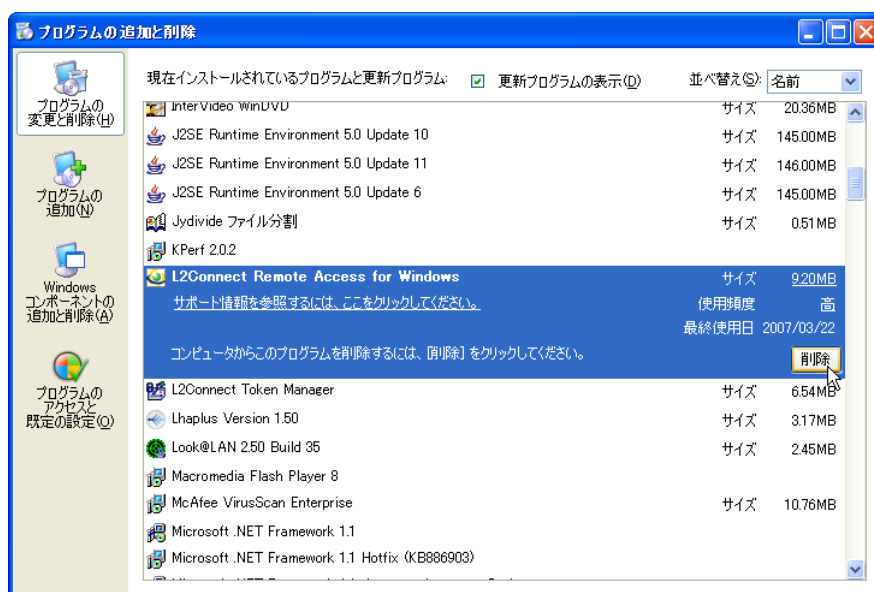 プログラムの追加と削除
現在インストールされているプログラムと更新プログラム:
更新プログラムの表示(D)
並べ替え(S):
名前
プログラムの
変更と削除(H)
プログラムの
追加(N)
Windows
コンポーネントの
追加と削除(A)
プログラムの
アクセスと
既定の設定(O)
InterVideo WinDVD サイズ 20.36MB
J2SE Runtime Environment 5.0 Update 10 サイズ 145.00MB
J2SE Runtime Environment 5.0 Update 11 サイズ 146.00MB
J2SE Runtime Environment 5.0 Update 6 サイズ 145.00MB
Jydivide ファイル分割 サイズ 0.51MB
KPerf 2.0.2
L2Connect Remote Access for Windows サイズ 9.20MB
サポート情報を参照するには、ここをクリックしてください。 使用頻度 高
最終使用日 2007/03/22
コンピュータからこのプログラムを削除するには、[削除] をクリックしてください。 削除
L2Connect Token Manager サイズ 6.54MB
Lhaplus Version 1.50 サイズ 3.17MB
Look@LAN 2.50 Build 35 サイズ 2.45MB
Macromedia Flash Player 8
McAfee VirusScan Enterprise サイズ 10.76MB
Microsoft .NET Framework 1.1
Microsoft .NET Framework 1.1 Hotfix (KB886903)